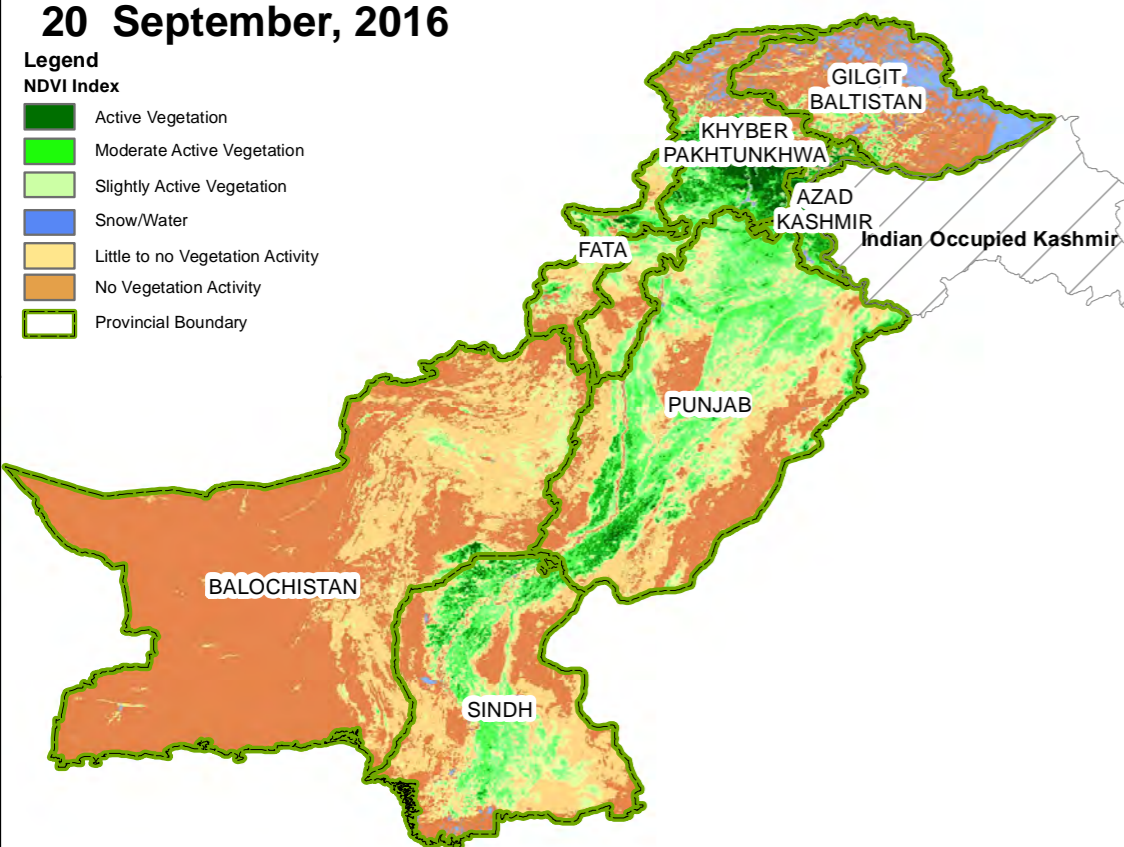 20 September, 2016
Legend
NDVI Index
Active Vegetation
Moderate Active Vegetation
Slightly Active Vegetation
Snow/Water
Little to no Vegetation Activity
No Vegetation Activity
Provincial Boundary
GILGIT
BALTISTAN
KHYBER
PAKHTUNKHWA
AZAD
KASHMIR
Indian Occupied Kashmir
FATA
PUNJAB
BALOCHISTAN
SINDH